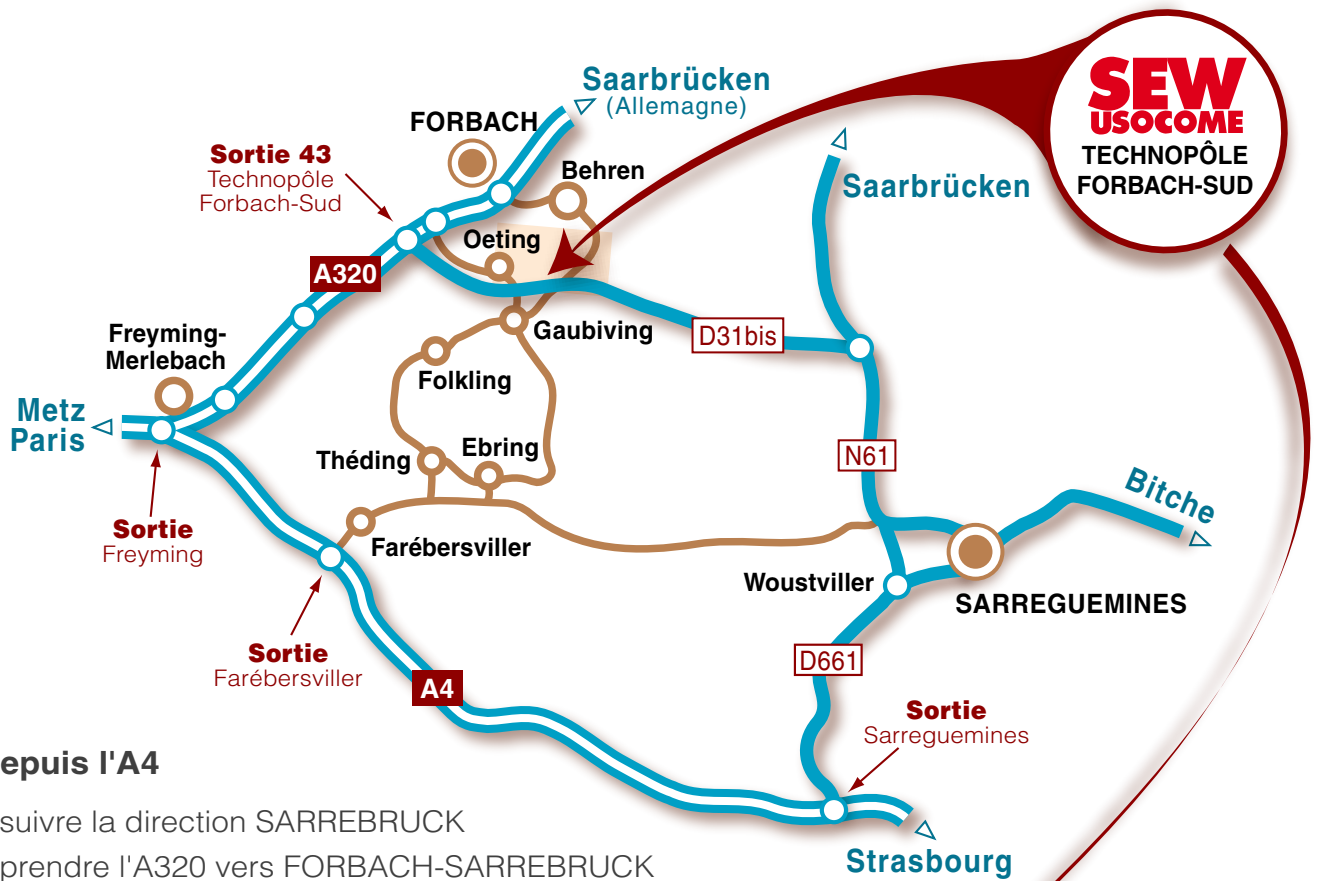 Saarbrücken
(Allemagne)
FORBACH
SEW
USOCOME
TECHNOPÔLE
FORBACH-SUD
Sortie 43
Technopôle
Forbach-Sud
Behren
Saarbrücken
Oeting
A320
Freyming-
Merlebach
Gaubiving
D31bis
Folkling
Metz
Paris
Ebring
Théding
N61
Bitche
Sortie
Freyming
Farébersviller
Woustviller
SARREGUEMINES
Sortie
Farébersviller
D661
A4
Sortie
Sarreguemines
epuis l'A4
suivre la direction SARREBRUCK
prendre l'A320 vers FORBACH-SARREBRUCK
Strasbourg